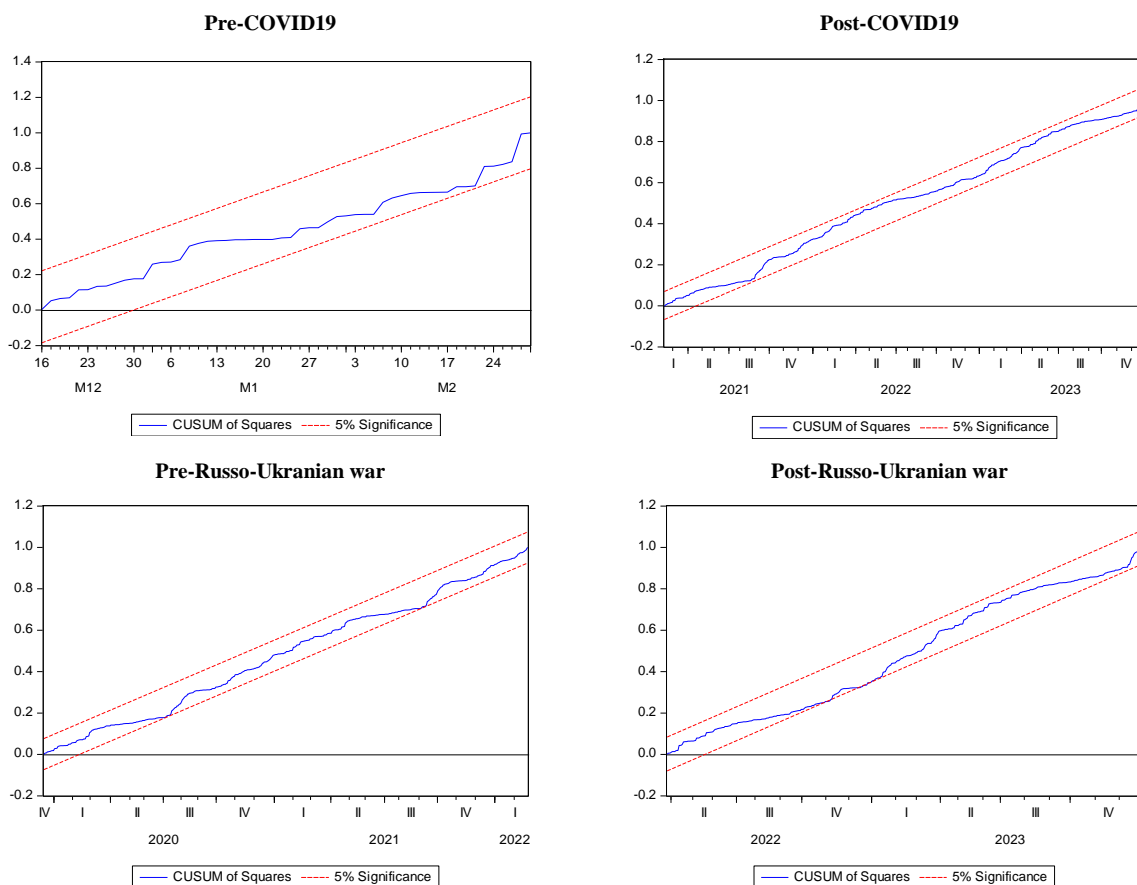 Pre-COVID19
1.4
1.2
1.0
0.8
0.6
0.4
0.2
0.0
-0.2
16 23 30 6 13 20 27 3 10 17 24
M12 M1 M2
CUSUM of Squares 5% Significance
Post-COVID19
1.2
1.0
0.8
0.6
0.4
0.2
0.0
-0.2
I II III IV I II III IV I II III IV
2021 2022 2023
CUSUM of Squares 5% Significance
Pre-Russo-Ukranian war
1.2
1.0
0.8
0.6
0.4
0.2
0.0
-0.2
IV I II III IV I II III IV I
2020 2021 2022
CUSUM of Squares 5% Significance
Post-Russo-Ukranian war
1.2
1.0
0.8
0.6
0.4
0.2
0.0
-0.2
II III IV I II III IV
2022 2023
CUSUM of Squares 5% Significance